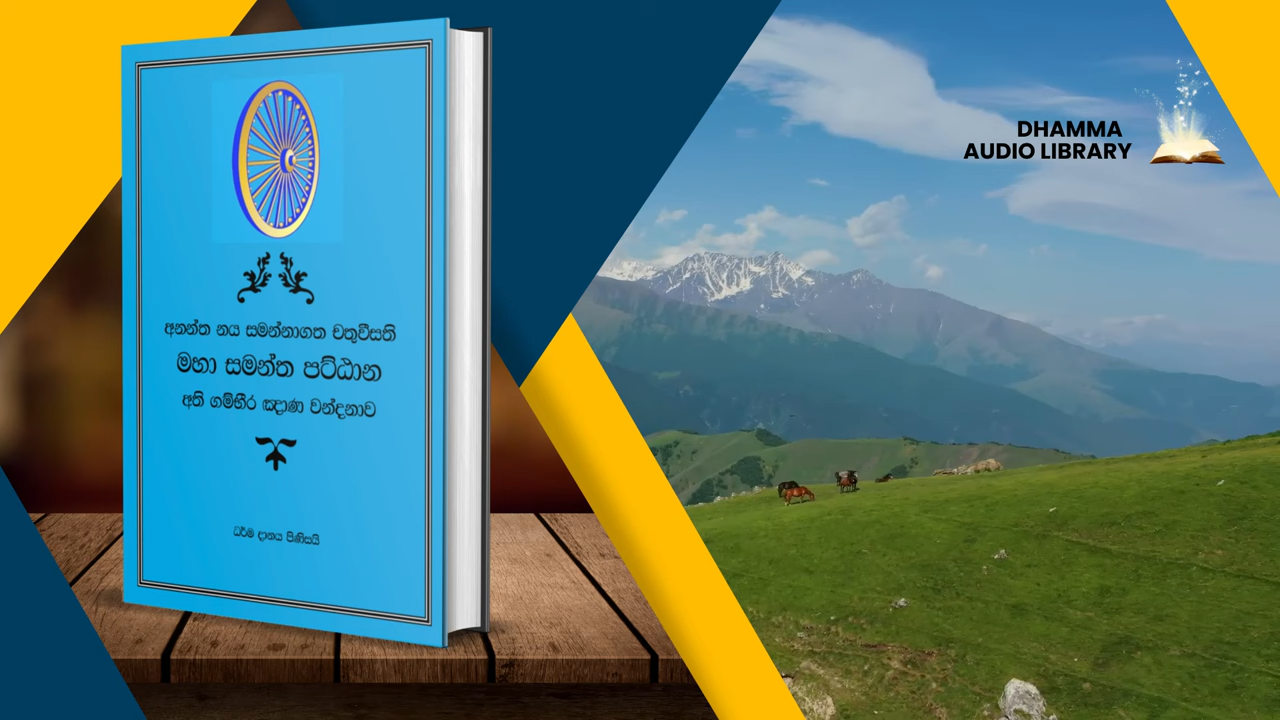 අනන්ත නය සමන්නාගත චතුවීසති
මහා සමන්ත පට්ඨාන
අති ගම්භීර ඤාණ වන්දනාව
ධර්ම දානය පිණිසයි
DHAMMA
AUDIO LIBRARY